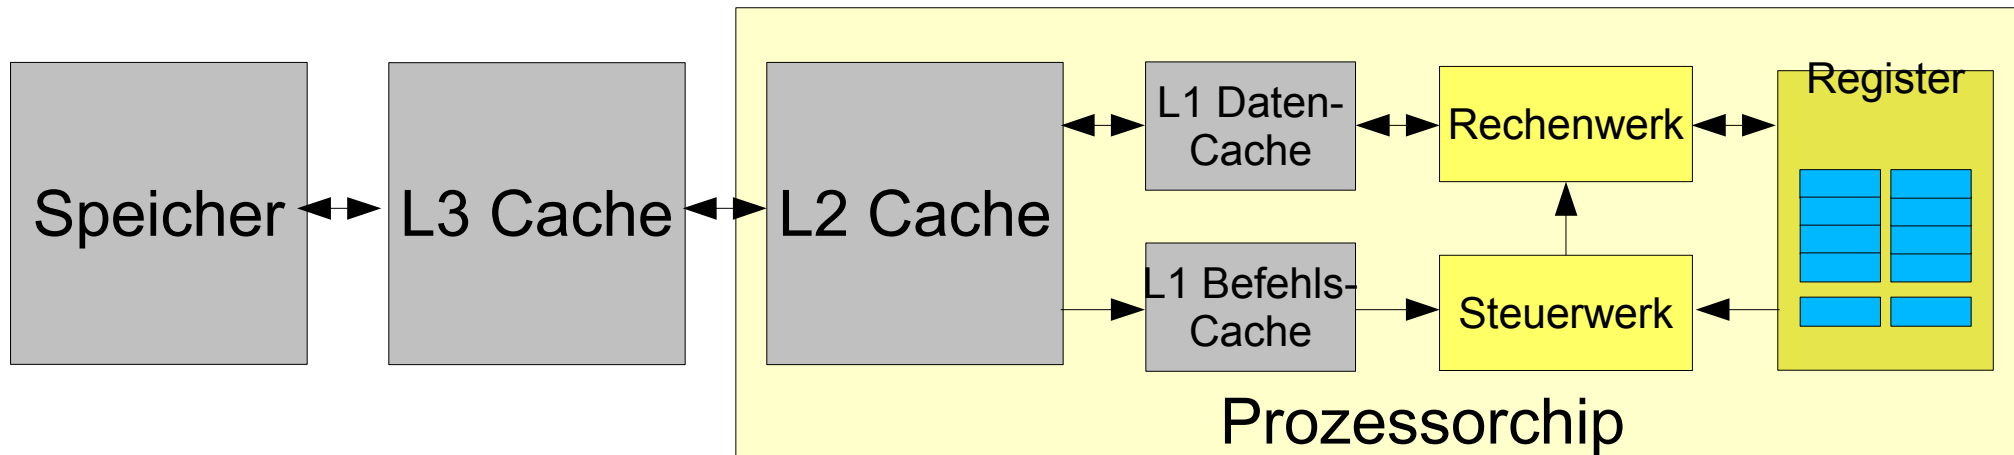 Speicher
L3 Cache
L2 Cache
L1 Daten-
Cache
L1 Befehls-
Cache
Rechenwerk
Steuerwerk
Register
Prozessorchip